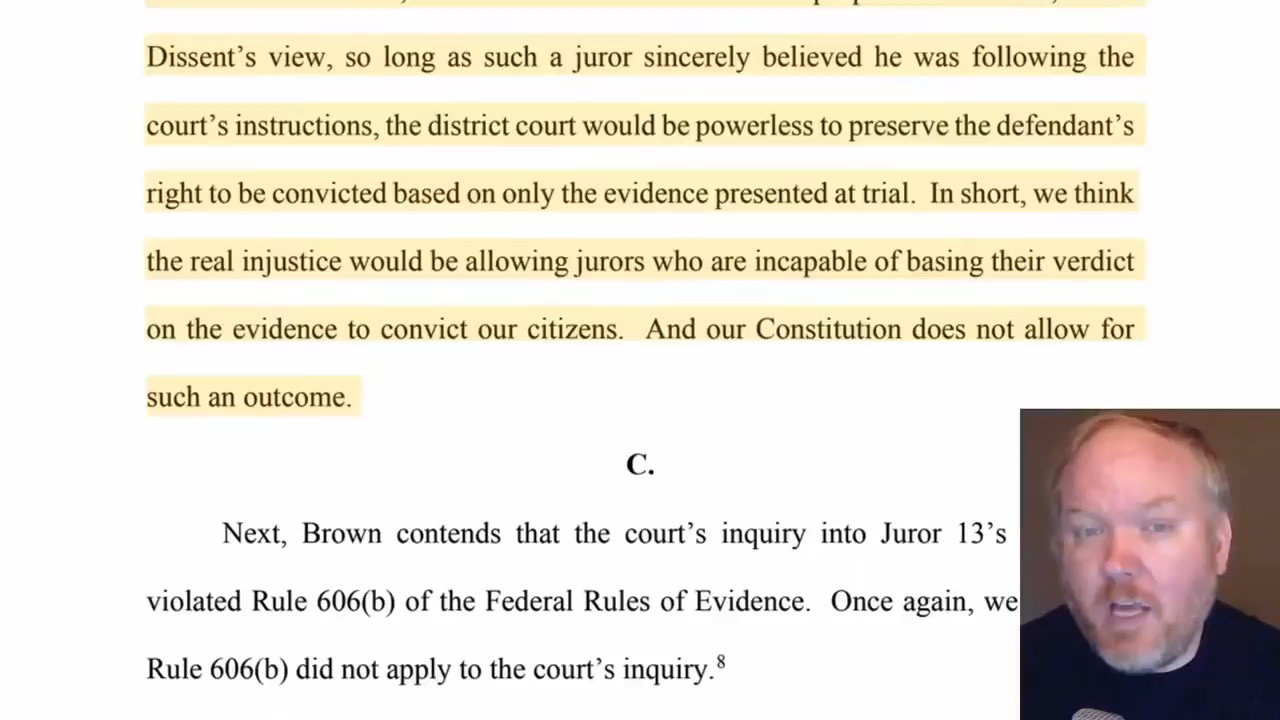 Dissent's view, so long as such a juror sincerely believed he was following the
court's instructions, the district court would be powerless to preserve the defendant's
right to be convicted based on only the evidence presented at trial. In short, we think
the real injustice would be allowing jurors who are incapable of basing their verdict
on the evidence to convict our citizens. And our Constitution does not allow for
such an outcome.
C.
Next, Brown contends that the court's inquiry into Juror 13's
violated Rule 606(b) of the Federal Rules of Evidence. Once again, we
Rule 606(b) did not apply to the court's inquiry.8